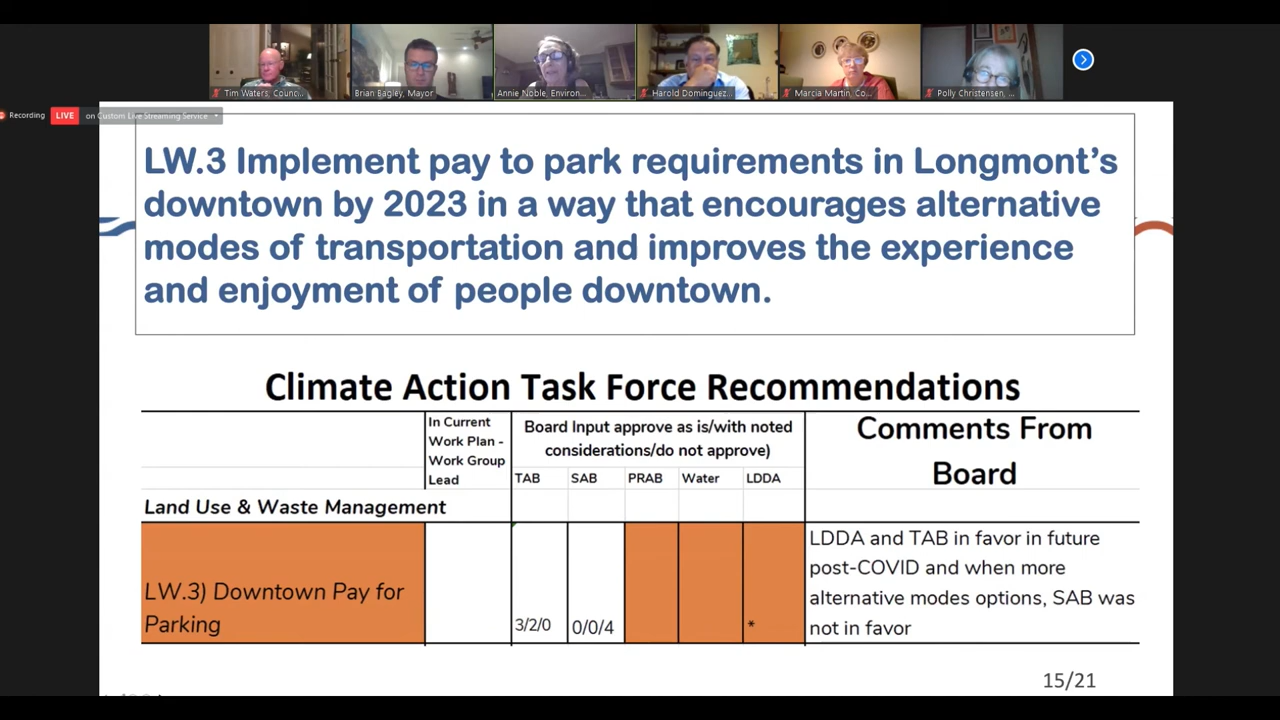 Tim Waters, Counci...
Brian Bagley, Mayor
Annie Noble, Environ...
Harold Dominguez...
Marcia Martin, Co...
Polly Christensen, ...
Recording
LIVE
on Custom Live Streaming Service
LW.3 Implement pay to park requirements in Longmont's
downtown by 2023 in a way that encourages alternative
modes of transportation and improves the experience
and enjoyment of people downtown.
Climate Action Task Force Recommendations
In Current
Work Plan -
Work Group
Lead
Board Input approve as is/with noted
considerations/do not approve)
Comments From
Board
TAB
SAB
PRAB
Water
LDDA
Land Use & Waste Management
LW.3) Downtown Pay for
Parking
3/2/0
0/0/4
*
LDDA and TAB in favor in future
post-COVID and when more
alternative modes options, SAB was
not in favor
15/21